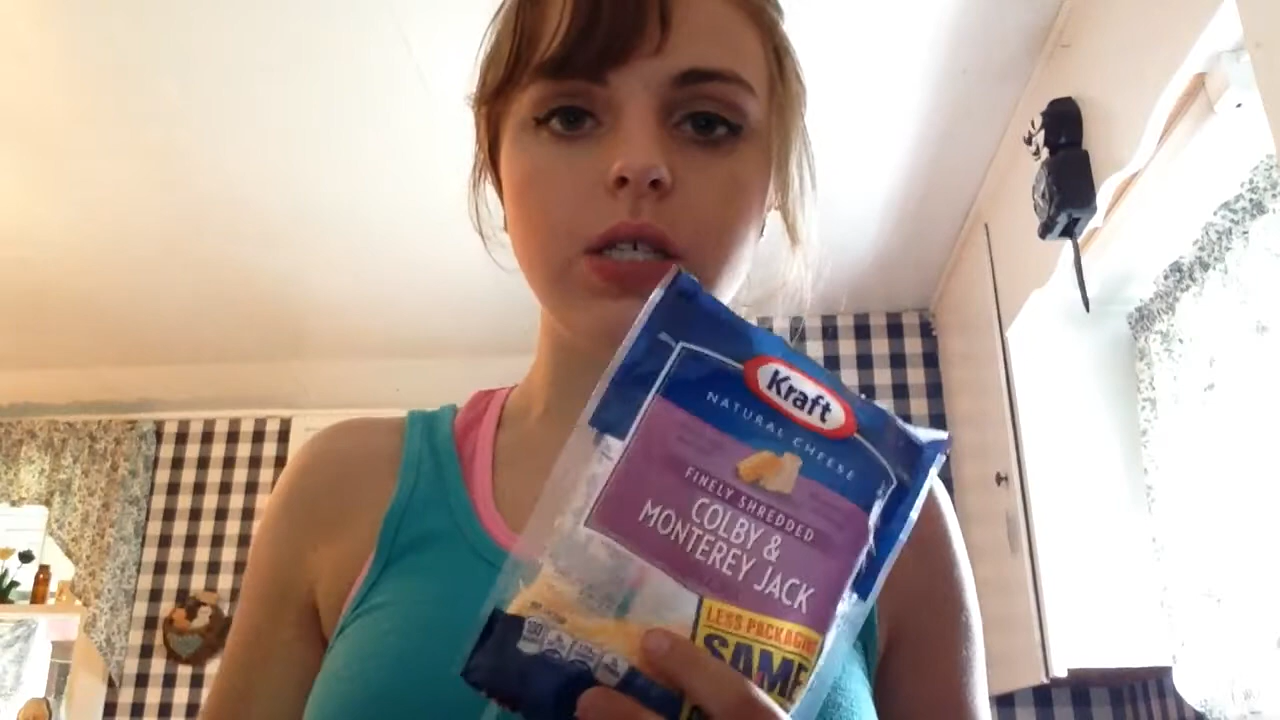 Kraft
NATURAL CHEESE
FINELY SHREDDED
COLBY &
MONTEREY JACK
LESS PACKAGING
SAME